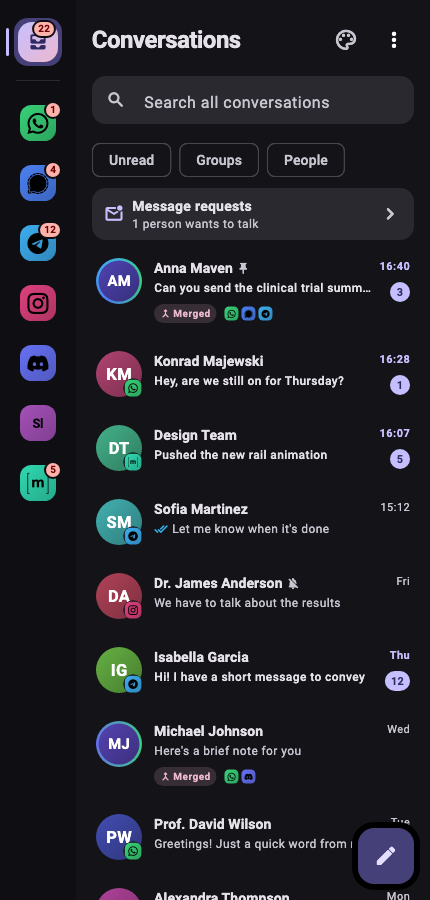 22
Conversations
Search all conversations
1
Unread
Groups
People
4
Message requests
1 person wants to talk
12
AM
Anna Maven
16:40
Can you send the clinical trial summ...
3
Merged
KM
Konrad Majewski
16:28
Hey, are we still on for Thursday?
1
SI
DT
Design Team
16:07
Pushed the new rail animation
5
[m]
5
[m]
SM
Sofia Martinez
15:12
Let me know when it's done
DA
Dr. James Anderson
Fri
We have to talk about the results
IG
Isabella Garcia
Thu
Hi! I have a short message to convey
12
MJ
Michael Johnson
Wed
Here's a brief note for you
Merged
PW
Prof. David Wilson
Tue
Greetings! Just a quick word from
Alexandra Thompson
Mon